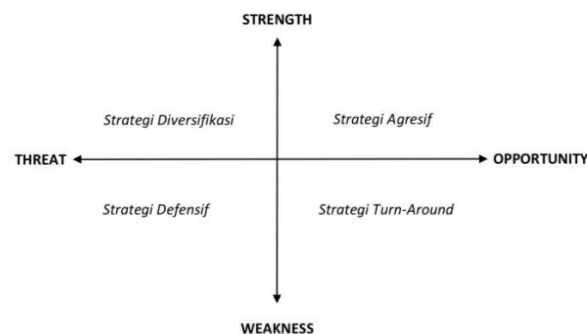 STRENGTH
Strategi Diversifikasi
Strategi Agresif
THREAT
OPPORTUNITY
Strategi Defensif
Strategi Turn-Around
WEAKNESS